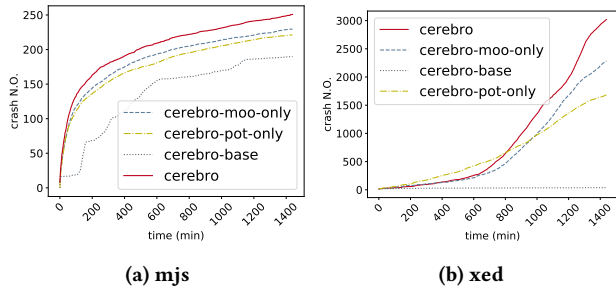 crash N.O.
250
200
150
100
50
0
cerebro-moo-only
cerebro-pot-only
cerebro-base
cerebro
0 200 400 600 800 1000 1200 1400
time (min)
(a) mjs
crash N.O.
3000
2500
2000
1500
1000
500
0
cerebro
cerebro-moo-only
cerebro-base
cerebro-pot-only
0 200 400 600 800 1000 1200 1400
time (min)
(b) xed